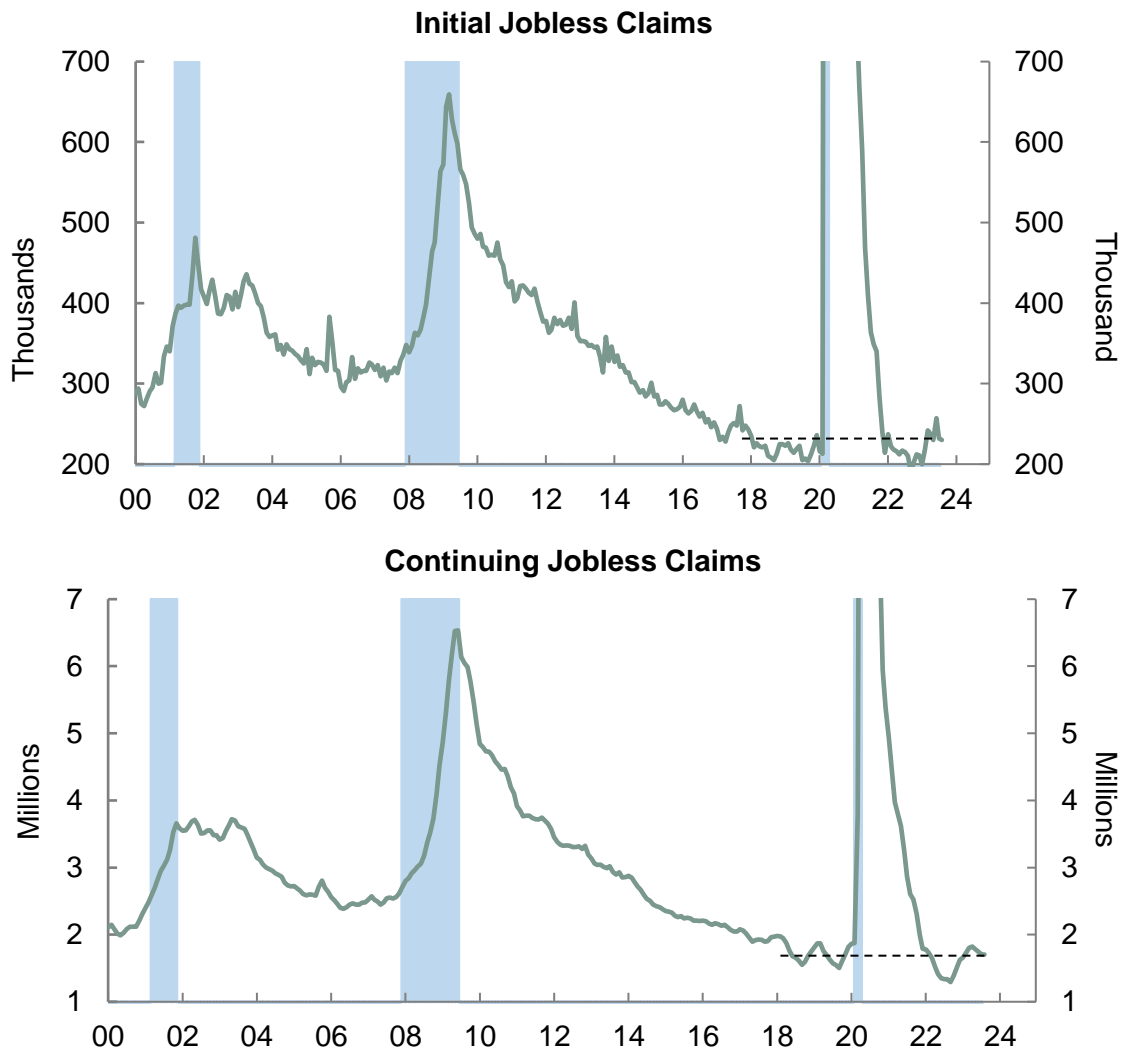 Initial Jobless Claims
700 700
600 600
500 500
400 400
300 300
200 200
Thousands
Thousand
00 02 04 06 08 10 12 14 16 18 20 22 24
Continuing Jobless Claims
7 7
6 6
5 5
4 4
3 3
2 2
1 1
Millions
Millions
00 02 04 06 08 10 12 14 16 18 20 22 24